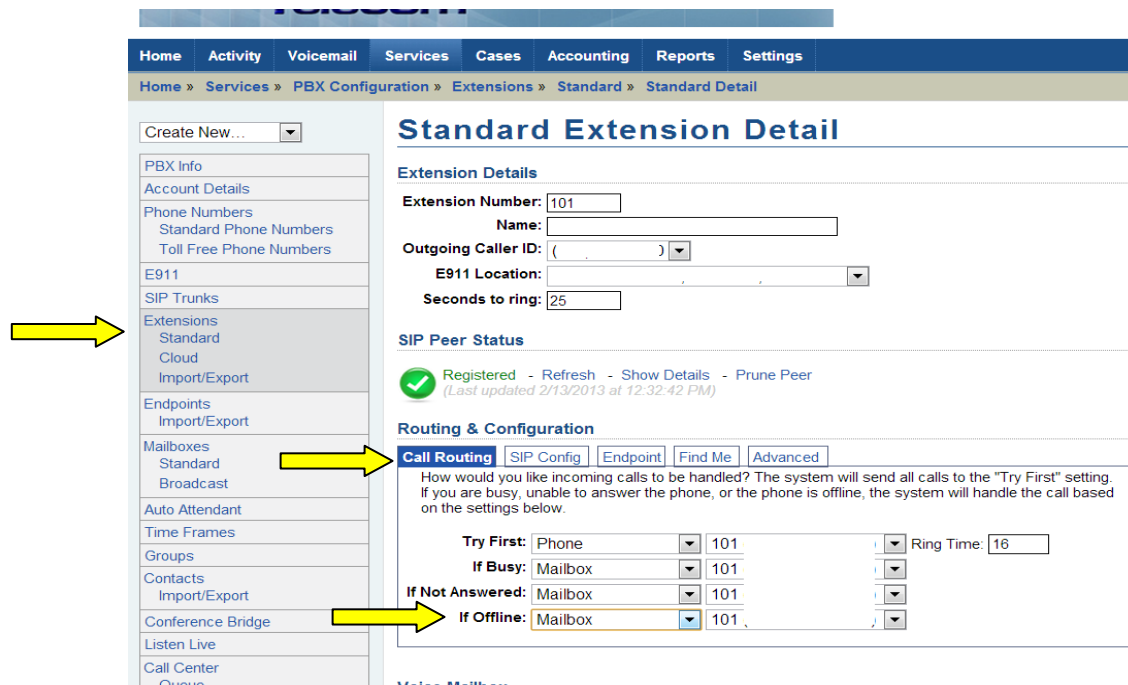 Telecom
Home Activity Voicemail Services Cases Accounting Reports Settings
Home » Services » PBX Configuration » Extensions » Standard » Standard Detail
Create New...
PBX Info
Account Details
Phone Numbers
Standard Phone Numbers
Toll Free Phone Numbers
E911
SIP Trunks
Extensions
Standard
Cloud
Import/Export
Endpoints
Import/Export
Mailboxes
Standard
Broadcast
Auto Attendant
Time Frames
Groups
Contacts
Import/Export
Conference Bridge
Listen Live
Call Center
Queue
Standard Extension Detail
Extension Details
Extension Number: 101
Name:
Outgoing Caller ID: ( )
E911 Location: , ,
Seconds to ring: 25
SIP Peer Status
Registered - Refresh - Show Details - Prune Peer
(Last updated 2/13/2013 at 12:32:42 PM)
Routing & Configuration
Call Routing SIP Config Endpoint Find Me Advanced
How would you like incoming calls to be handled? The system will send all calls to the "Try First" setting.
If you are busy, unable to answer the phone, or the phone is offline, the system will handle the call based
on the settings below.
Try First: Phone 101 Ring Time: 16
If Busy: Mailbox 101
If Not Answered: Mailbox 101
If Offline: Mailbox 101
Voice Mailbox